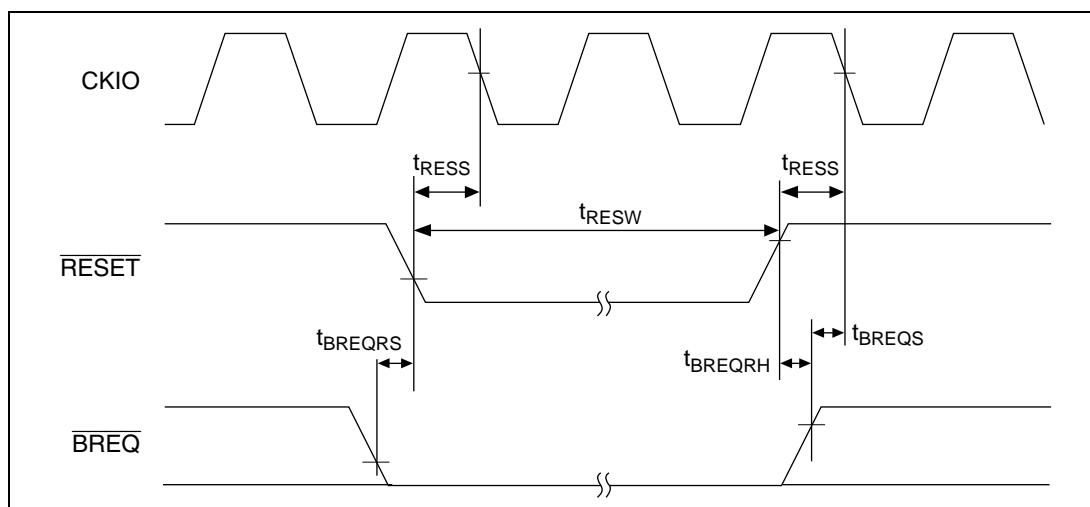 CKIO
tRESS
tRESS
tRESW
RESET
tBREQRS
tBREQS
tBREQRH
BREQ